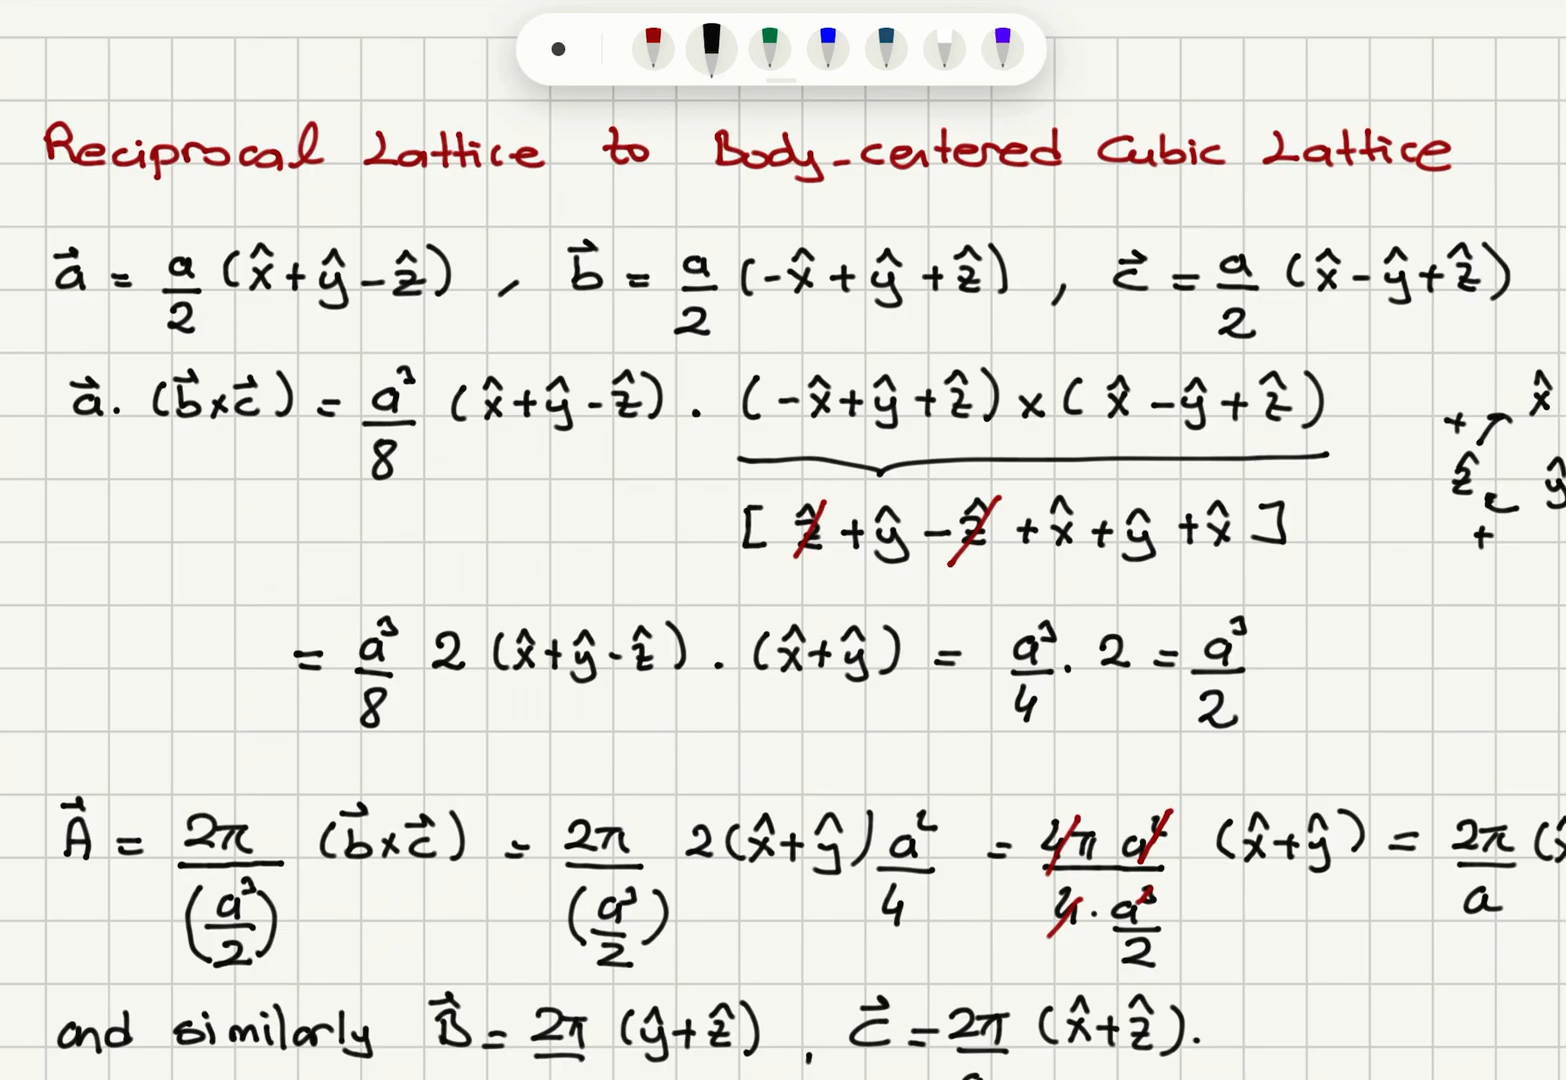 Reciprocal Lattice to Body-centered Cubic Lattice
a⃗ = a/2 (x̂+ŷ-ẑ) , b⃗ = a/2 (-x̂+ŷ+ẑ) , c⃗ = a/2 (x̂-ŷ+ẑ)
a⃗. (b⃗×c⃗) = a³/8 (x̂+ŷ-ẑ) . (-x̂+ŷ+ẑ)×(x̂-ŷ+ẑ)
+ x̂
ẑ ŷ
+
[ẑ+ŷ-ẑ+x̂+ŷ+x̂]
= a³/8 2 (x̂+ŷ-ẑ) . (x̂+ŷ) = a³/4 . 2 = a³/2
A⃗ = 2π/(a³/2) (b⃗×c⃗) = 2π/(a³/2) 2(x̂+ŷ) a²/4 = 4π a²/(4 . a³/2) (x̂+ŷ) = 2π/a (x̂
and similarly B⃗ = 2π (ŷ+ẑ) , C⃗ = 2π/a (x̂+ẑ).